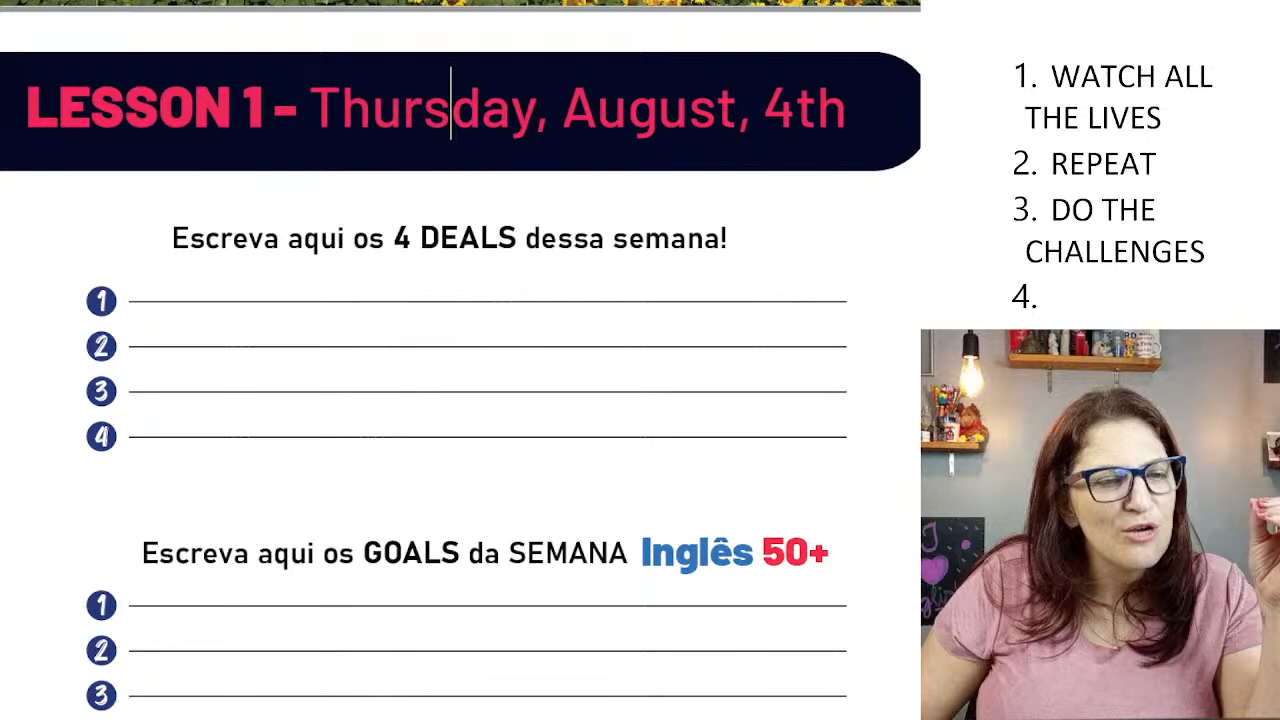 LESSON 1 - Thursday, August, 4th
Escreva aqui os 4 DEALS dessa semana!
1
2
3
4
Escreva aqui os GOALS da SEMANA Inglês 50+
1
2
3
1. WATCH ALL
THE LIVES
2. REPEAT
3. DO THE
CHALLENGES
4.